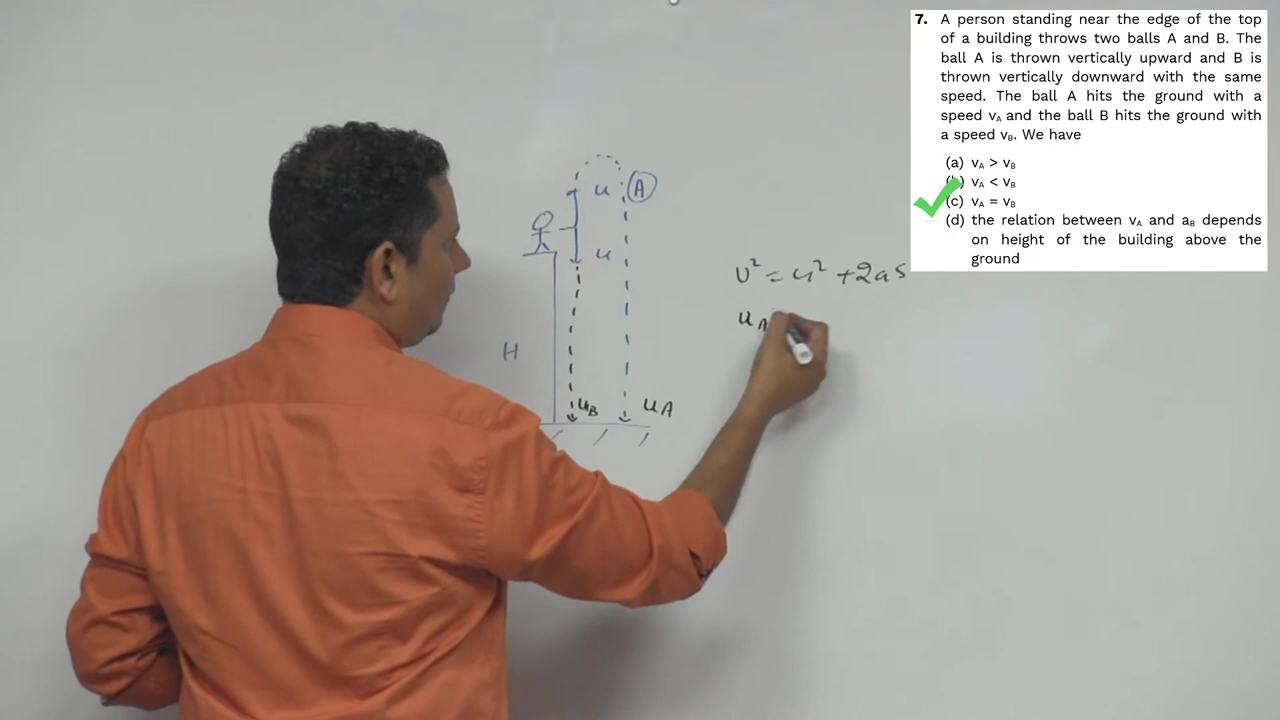 7. A person standing near the edge of the top
of a building throws two balls A and B. The
ball A is thrown vertically upward and B is
thrown vertically downward with the same
speed. The ball A hits the ground with a
speed vA and the ball B hits the ground with
a speed vB. We have
(a) vA > vB
(b) vA < vB
(c) vA = vB
(d) the relation between vA and aB depends
on height of the building above the
ground
u A
u
H
uB uA
v² = u² + 2as
uA